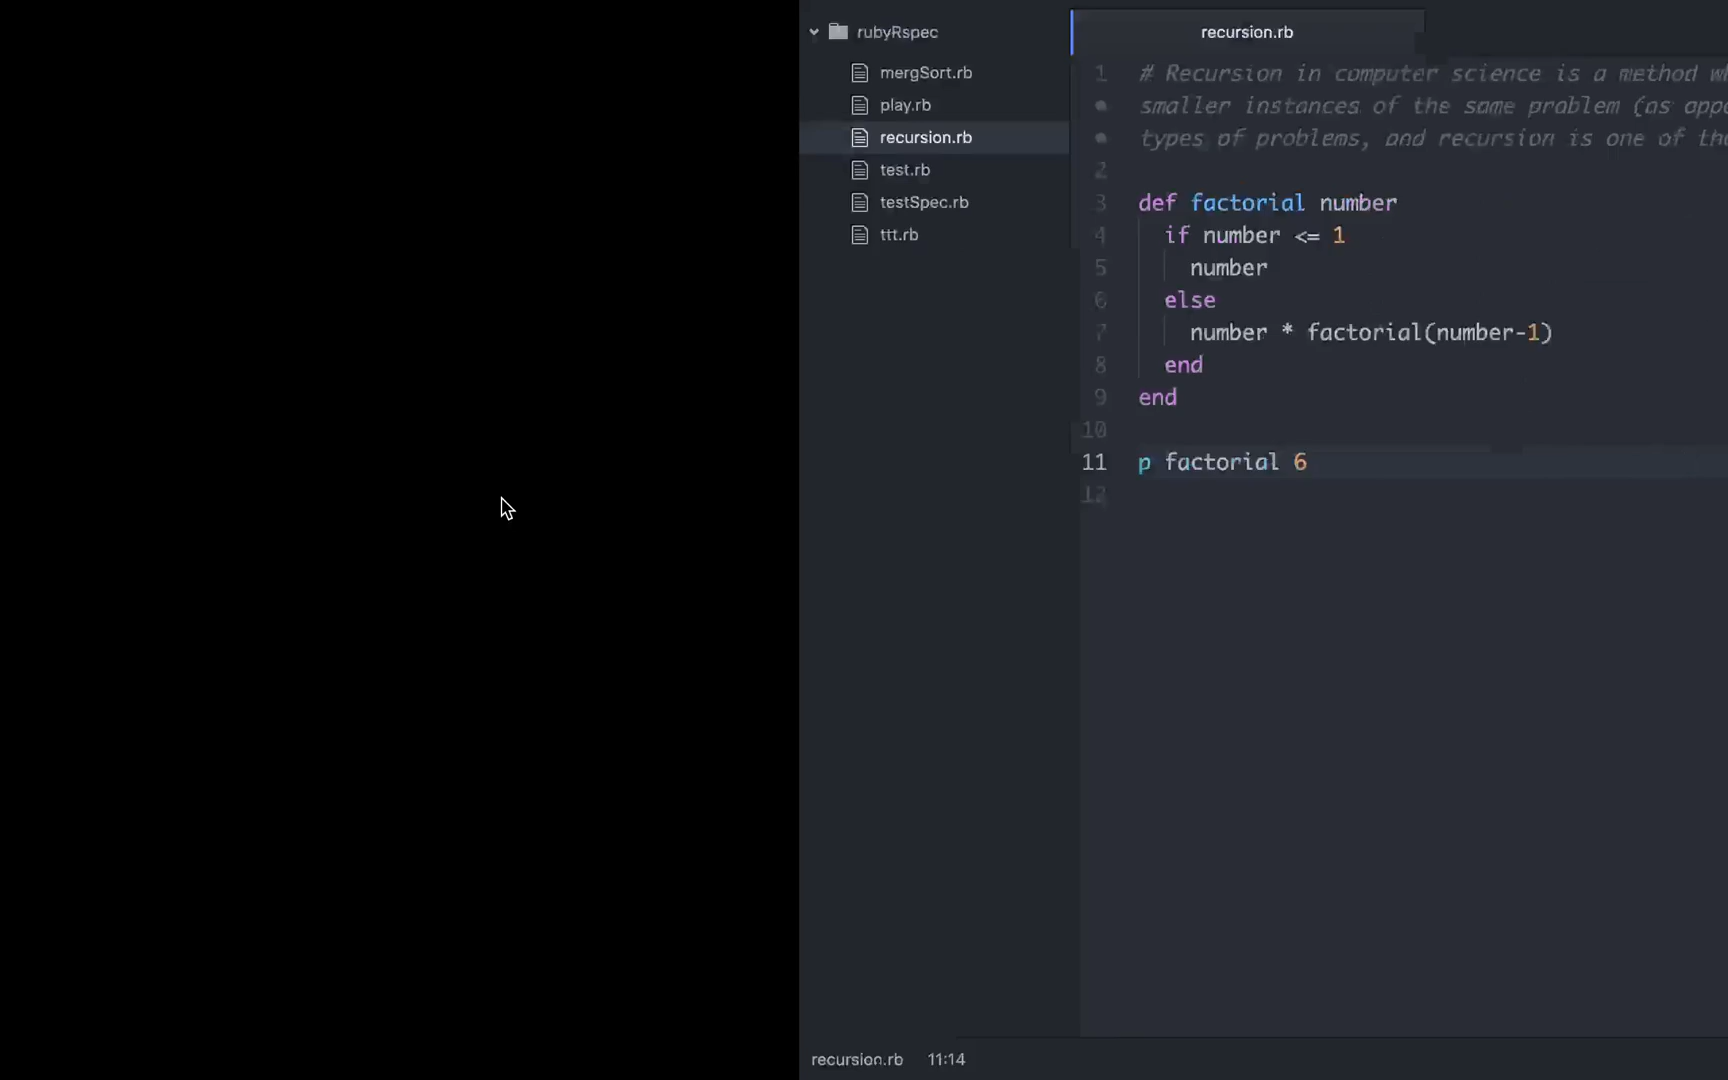 rubyRspec
mergSort.rb
play.rb
recursion.rb
test.rb
testSpec.rb
ttt.rb
recursion.rb
1 # Recursion in computer science is a method
• smaller instances of the same problem (as
• types of problems, and recursion is one of
2
3 def factorial number
4 if number <= 1
5 number
6 else
7 number * factorial(number-1)
8 end
9 end
10
11 p factorial 6
12
recursion.rb 11:14